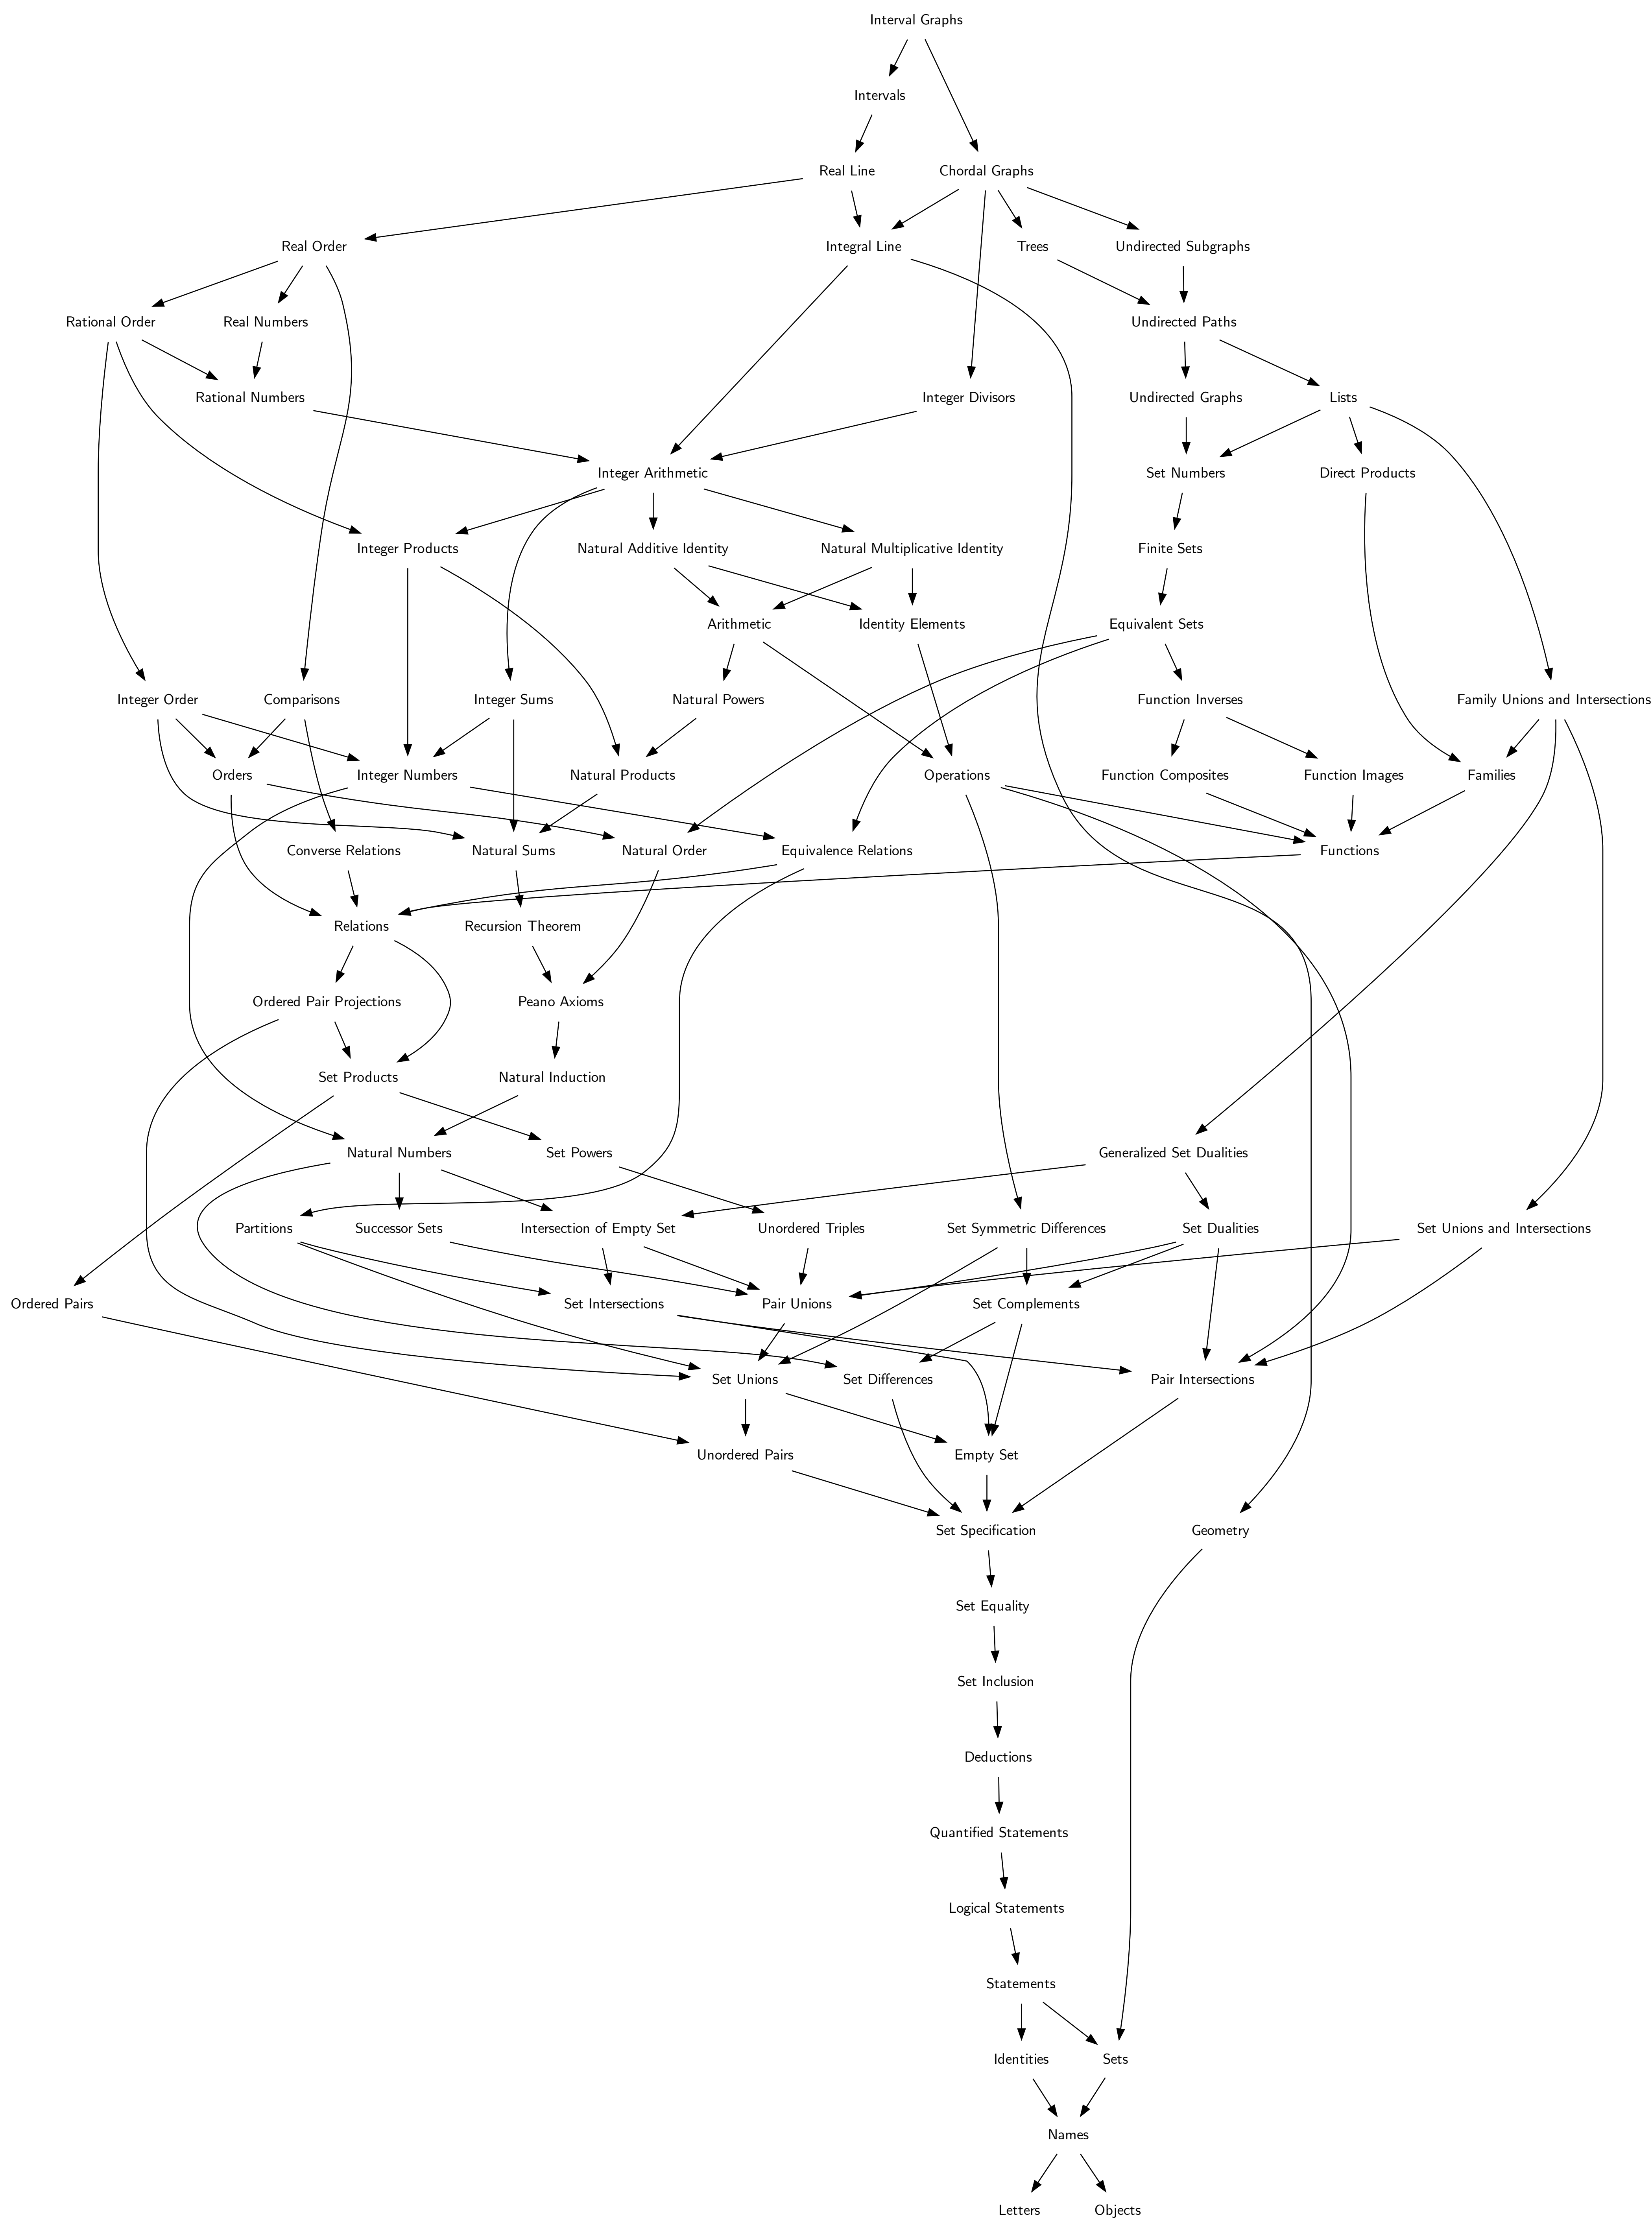 Interval Graphs
Intervals
Real Line
Chordal Graphs
Real Order
Integral Line
Trees
Undirected Subgraphs
Rational Order
Real Numbers
Undirected Paths
Rational Numbers
Integer Divisors
Undirected Graphs
Lists
Integer Arithmetic
Set Numbers
Direct Products
Integer Products
Natural Additive Identity
Natural Multiplicative Identity
Finite Sets
Arithmetic
Identity Elements
Equivalent Sets
Integer Order
Comparisons
Integer Sums
Natural Powers
Function Inverses
Family Unions and Intersections
Orders
Integer Numbers
Natural Products
Operations
Function Composites
Function Images
Families
Converse Relations
Natural Sums
Natural Order
Equivalence Relations
Functions
Relations
Recursion Theorem
Ordered Pair Projections
Peano Axioms
Set Products
Natural Induction
Natural Numbers
Set Powers
Generalized Set Dualities
Partitions
Successor Sets
Intersection of Empty Set
Unordered Triples
Set Symmetric Differences
Set Dualities
Set Unions and Intersections
Ordered Pairs
Set Intersections
Pair Unions
Set Complements
Set Unions
Set Differences
Pair Intersections
Unordered Pairs
Empty Set
Set Specification
Geometry
Set Equality
Set Inclusion
Deductions
Quantified Statements
Logical Statements
Statements
Identities
Sets
Names
Letters
Objects